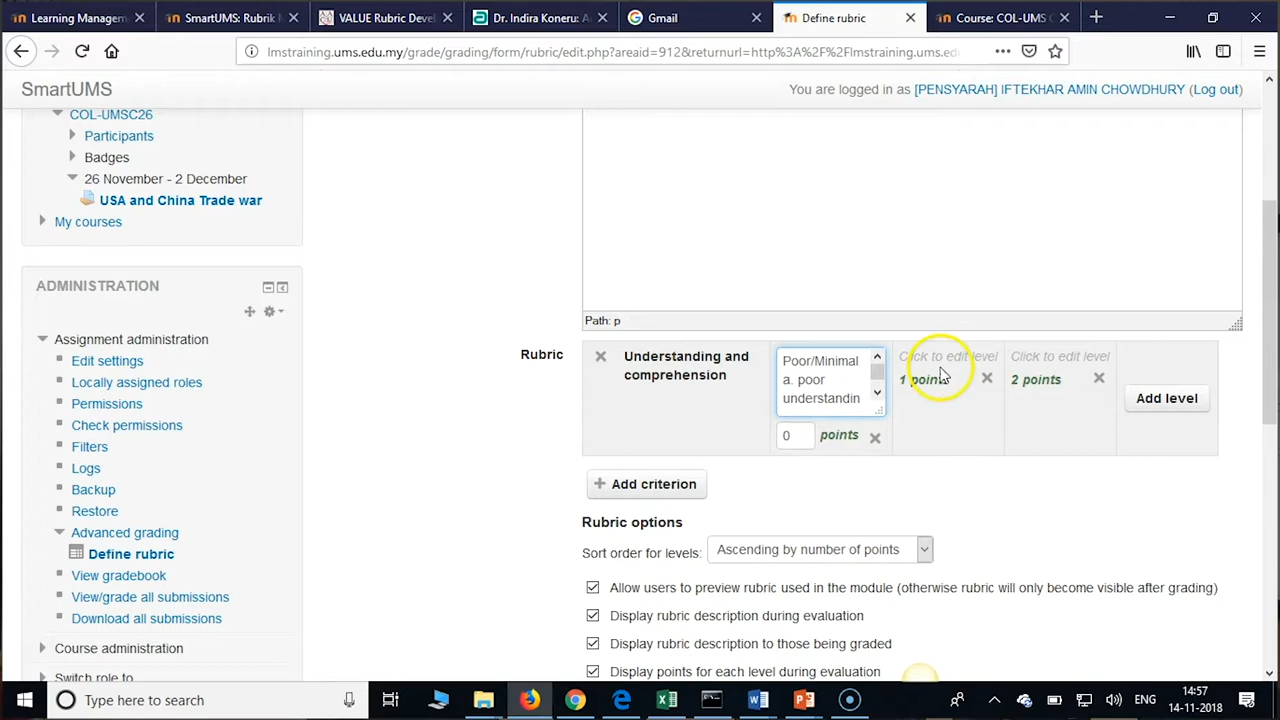 Learning Managem
SmartUMS: Rubrik M
VALUE Rubric Devel
Dr. Indira Koneru: A
Gmail
Define rubric
Course: COL-UMS C
lmstraining.ums.edu.my/grade/grading/form/rubric/edit.php?areaid=912&returnurl=http%3A%2F%2Flmstraining.ums.edu
SmartUMS
You are logged in as [PENSYARAH] IFTEKHAR AMIN CHOWDHURY (Log out)
COL-UMSC26
Participants
Badges
26 November - 2 December
USA and China Trade war
My courses
ADMINISTRATION
Assignment administration
Edit settings
Locally assigned roles
Permissions
Check permissions
Filters
Logs
Backup
Restore
Advanced grading
Define rubric
View gradebook
View/grade all submissions
Download all submissions
Course administration
Switch role to
Path: p
Rubric
Understanding and
comprehension
Poor/Minimal
a. poor
understandin
0 points
Click to edit level
1 points
Click to edit level
2 points
Add level
Add criterion
Rubric options
Sort order for levels: Ascending by number of points
Allow users to preview rubric used in the module (otherwise rubric will only become visible after grading)
Display rubric description during evaluation
Display rubric description to those being graded
Display points for each level during evaluation
Type here to search
ENG
14:57
14-11-2018